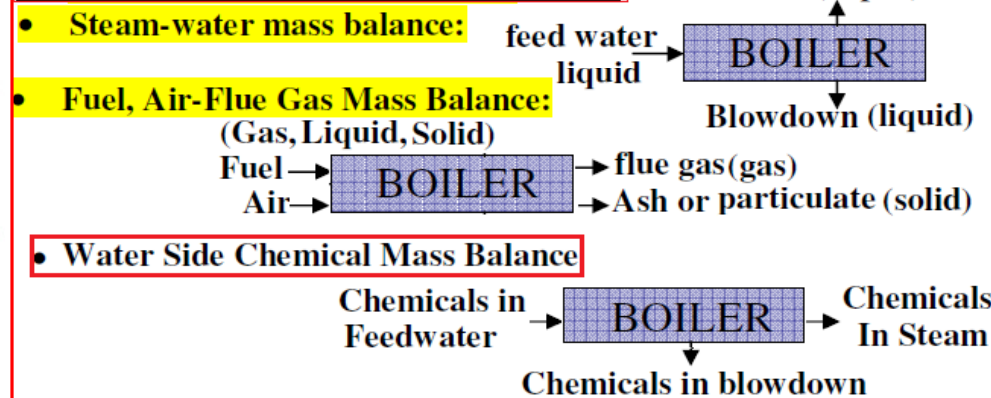 • Steam-water mass balance:
feed water
liquid
BOILER
Blowdown (liquid)
• Fuel, Air-Flue Gas Mass Balance:
(Gas, Liquid, Solid)
Fuel
Air
BOILER
flue gas (gas)
Ash or particulate (solid)
• Water Side Chemical Mass Balance
Chemicals in
Feedwater
BOILER
Chemicals
In Steam
Chemicals in blowdown